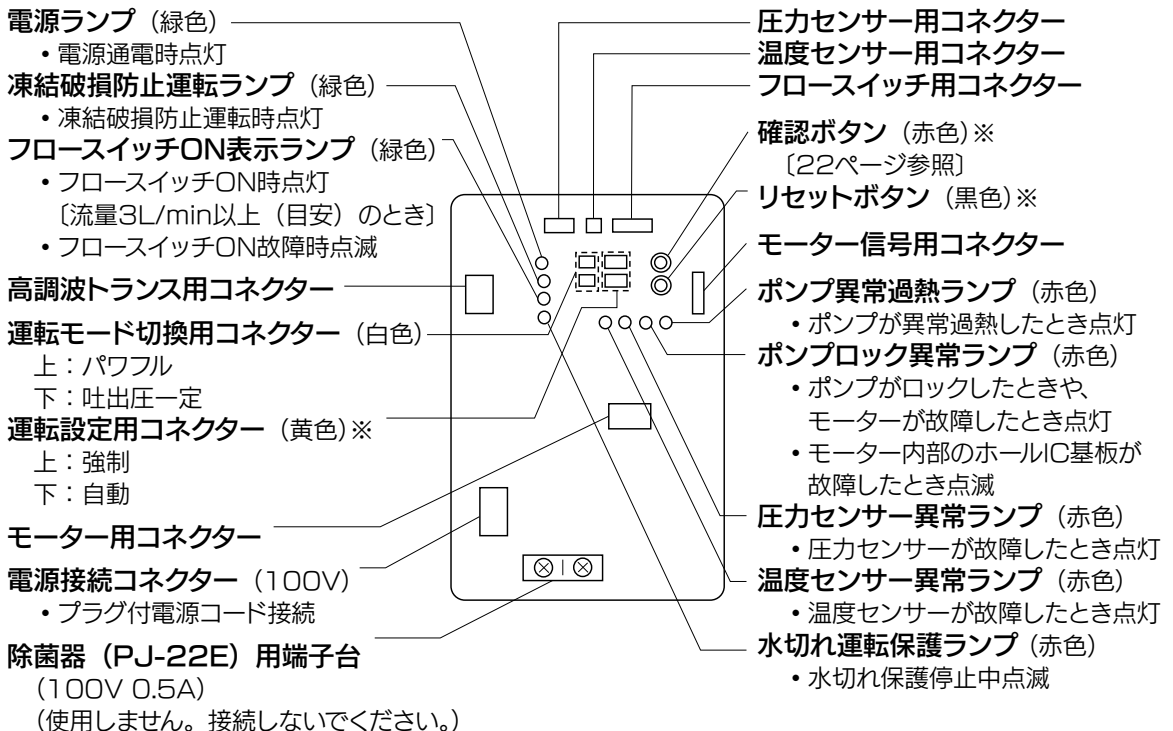 電源ランプ（緑色）
・電源通電時点灯
凍結破損防止運転ランプ（緑色）
・凍結破損防止運転時点灯
フロースイッチON表示ランプ（緑色）
・フロースイッチON時点灯
〔流量3L/min以上（目安）のとき〕
・フロースイッチON故障時点滅
高調波トランス用コネクター
運転モード切換用コネクター（白色）
上：パワフル
下：吐出圧一定
運転設定用コネクター（黄色）※
上：強制
下：自動
モーター用コネクター
電源接続コネクター（100V）
・プラグ付電源コード接続
除菌器（PJ-22E）用端子台
（100V 0.5A）
（使用しません。接続しないでください。）
圧力センサー用コネクター
温度センサー用コネクター
フロースイッチ用コネクター
確認ボタン（赤色）※
〔22ページ参照〕
リセットボタン（黒色）※
モーター信号用コネクター
ポンプ異常過熱ランプ（赤色）
・ポンプが異常過熱したとき点灯
ポンプロック異常ランプ（赤色）
・ポンプがロックしたときや、
モーターが故障したとき点灯
・モーター内部のホールIC基板が
故障したとき点滅
圧力センサー異常ランプ（赤色）
・圧力センサーが故障したとき点灯
温度センサー異常ランプ（赤色）
・温度センサーが故障したとき点灯
水切れ運転保護ランプ（赤色）
・水切れ保護停止中点滅